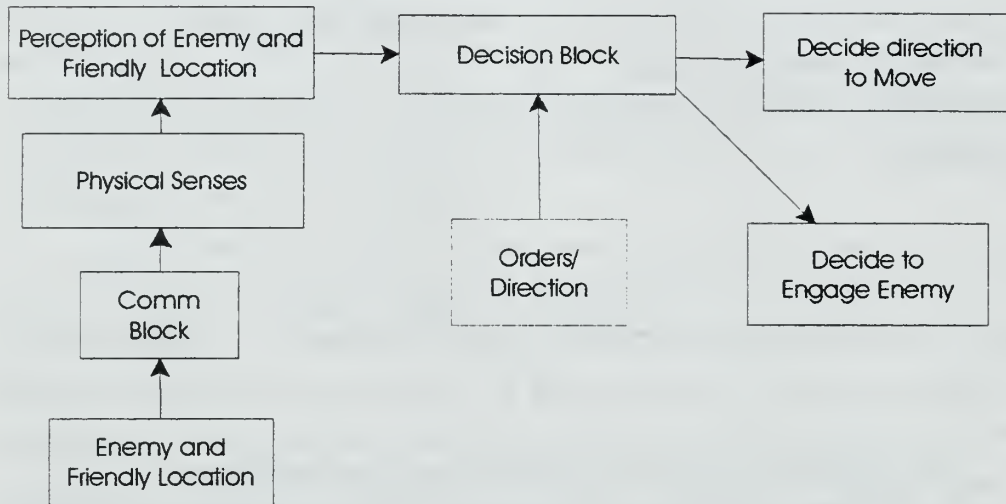 Perception of Enemy and
Friendly Location
Decision Block
Decide direction
to Move
Physical Senses
Orders/
Direction
Decide to
Engage Enemy
Comm
Block
Enemy and
Friendly Location